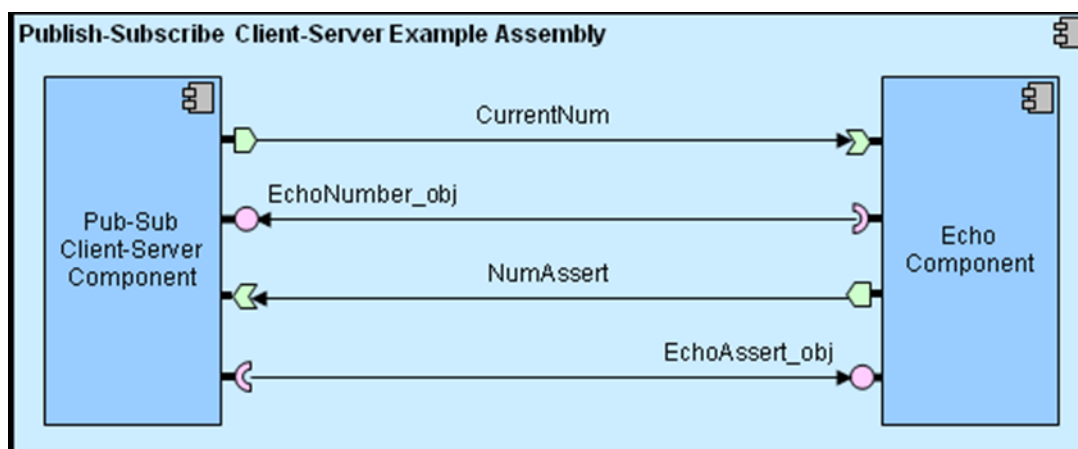 Publish-Subscribe Client-Server Example Assembly
CurrentNum
EchoNumber_obj
Pub-Sub
Client-Server
Component
Echo
Component
NumAssert
EchoAssert_obj